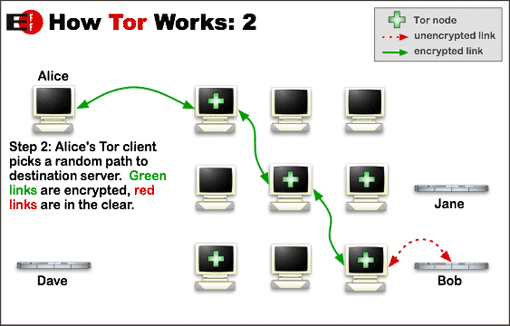 EFF How Tor Works: 2
Tor node
unencrypted link
encrypted link
Alice
Step 2: Alice's Tor client
picks a random path to
destination server. Green
links are encrypted, red
links are in the clear.
Jane
Dave
Bob